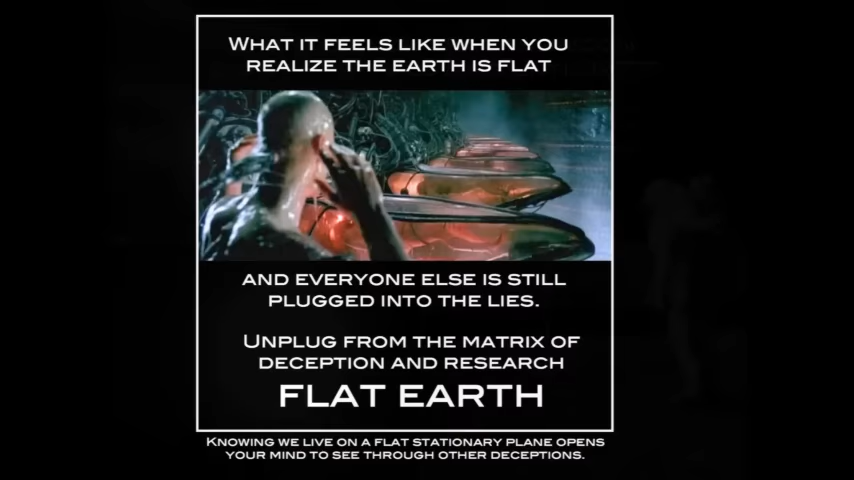 WHAT IT FEELS LIKE WHEN YOU
REALIZE THE EARTH IS FLAT
AND EVERYONE ELSE IS STILL
PLUGGED INTO THE LIES.
UNPLUG FROM THE MATRIX OF
DECEPTION AND RESEARCH
FLAT EARTH
KNOWING WE LIVE ON A FLAT STATIONARY PLANE OPENS
YOUR MIND TO SEE THROUGH OTHER DECEPTIONS.